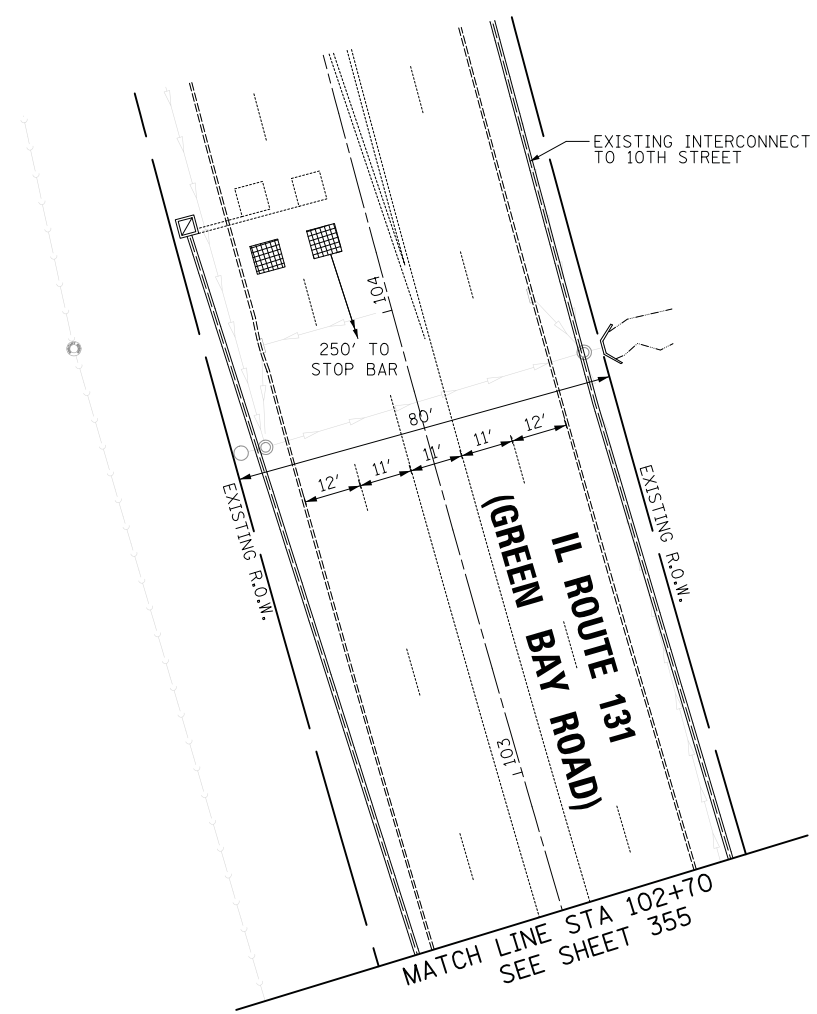 EXISTING INTERCONNECT
TO 10TH STREET
104
250' TO
STOP BAR
80'
12'
11'
11'
11'
12'
EXISTING R.O.W.
EXISTING R.O.W.
IL ROUTE 131
(GREEN BAY ROAD)
103
MATCH LINE STA 102+70
SEE SHEET 355